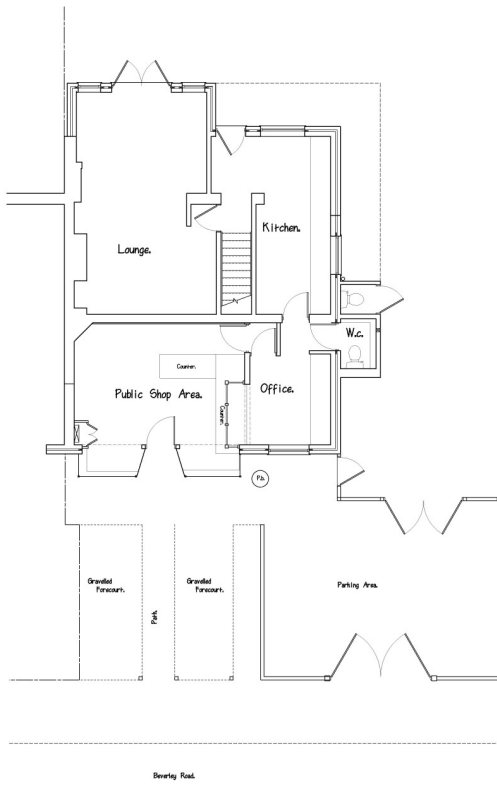 Lounge.
Kitchen.
W.c.
Counter.
Public Shop Area.
Counter.
Office.
P.b.
Gravelled
Forecourt.
Path.
Gravelled
Forecourt.
Parking Area.
Beverley Road.